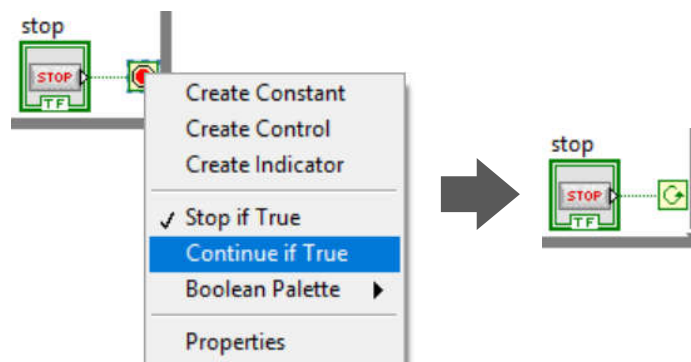 stop
STOP
TF
Create Constant
Create Control
Create Indicator
✓ Stop if True
Continue if True
Boolean Palette
Properties
stop
STOP
TF